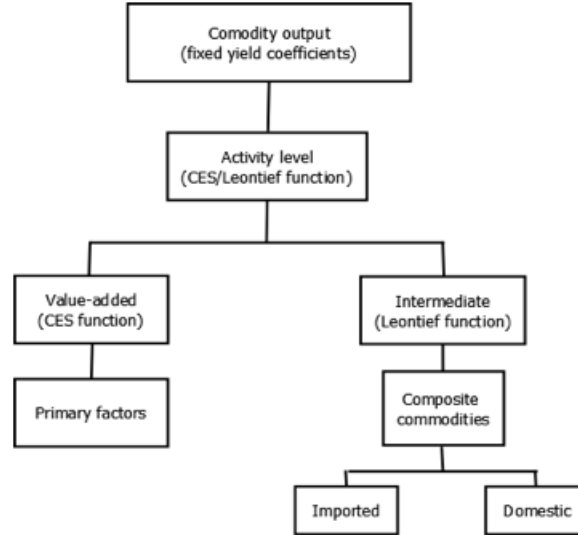 Comodity output
(fixed yield coefficients)
Activity level
(CES/Leontief function)
Value-added
(CES function)
Intermediate
(Leontief function)
Primary factors
Composite
commodities
Imported
Domestic